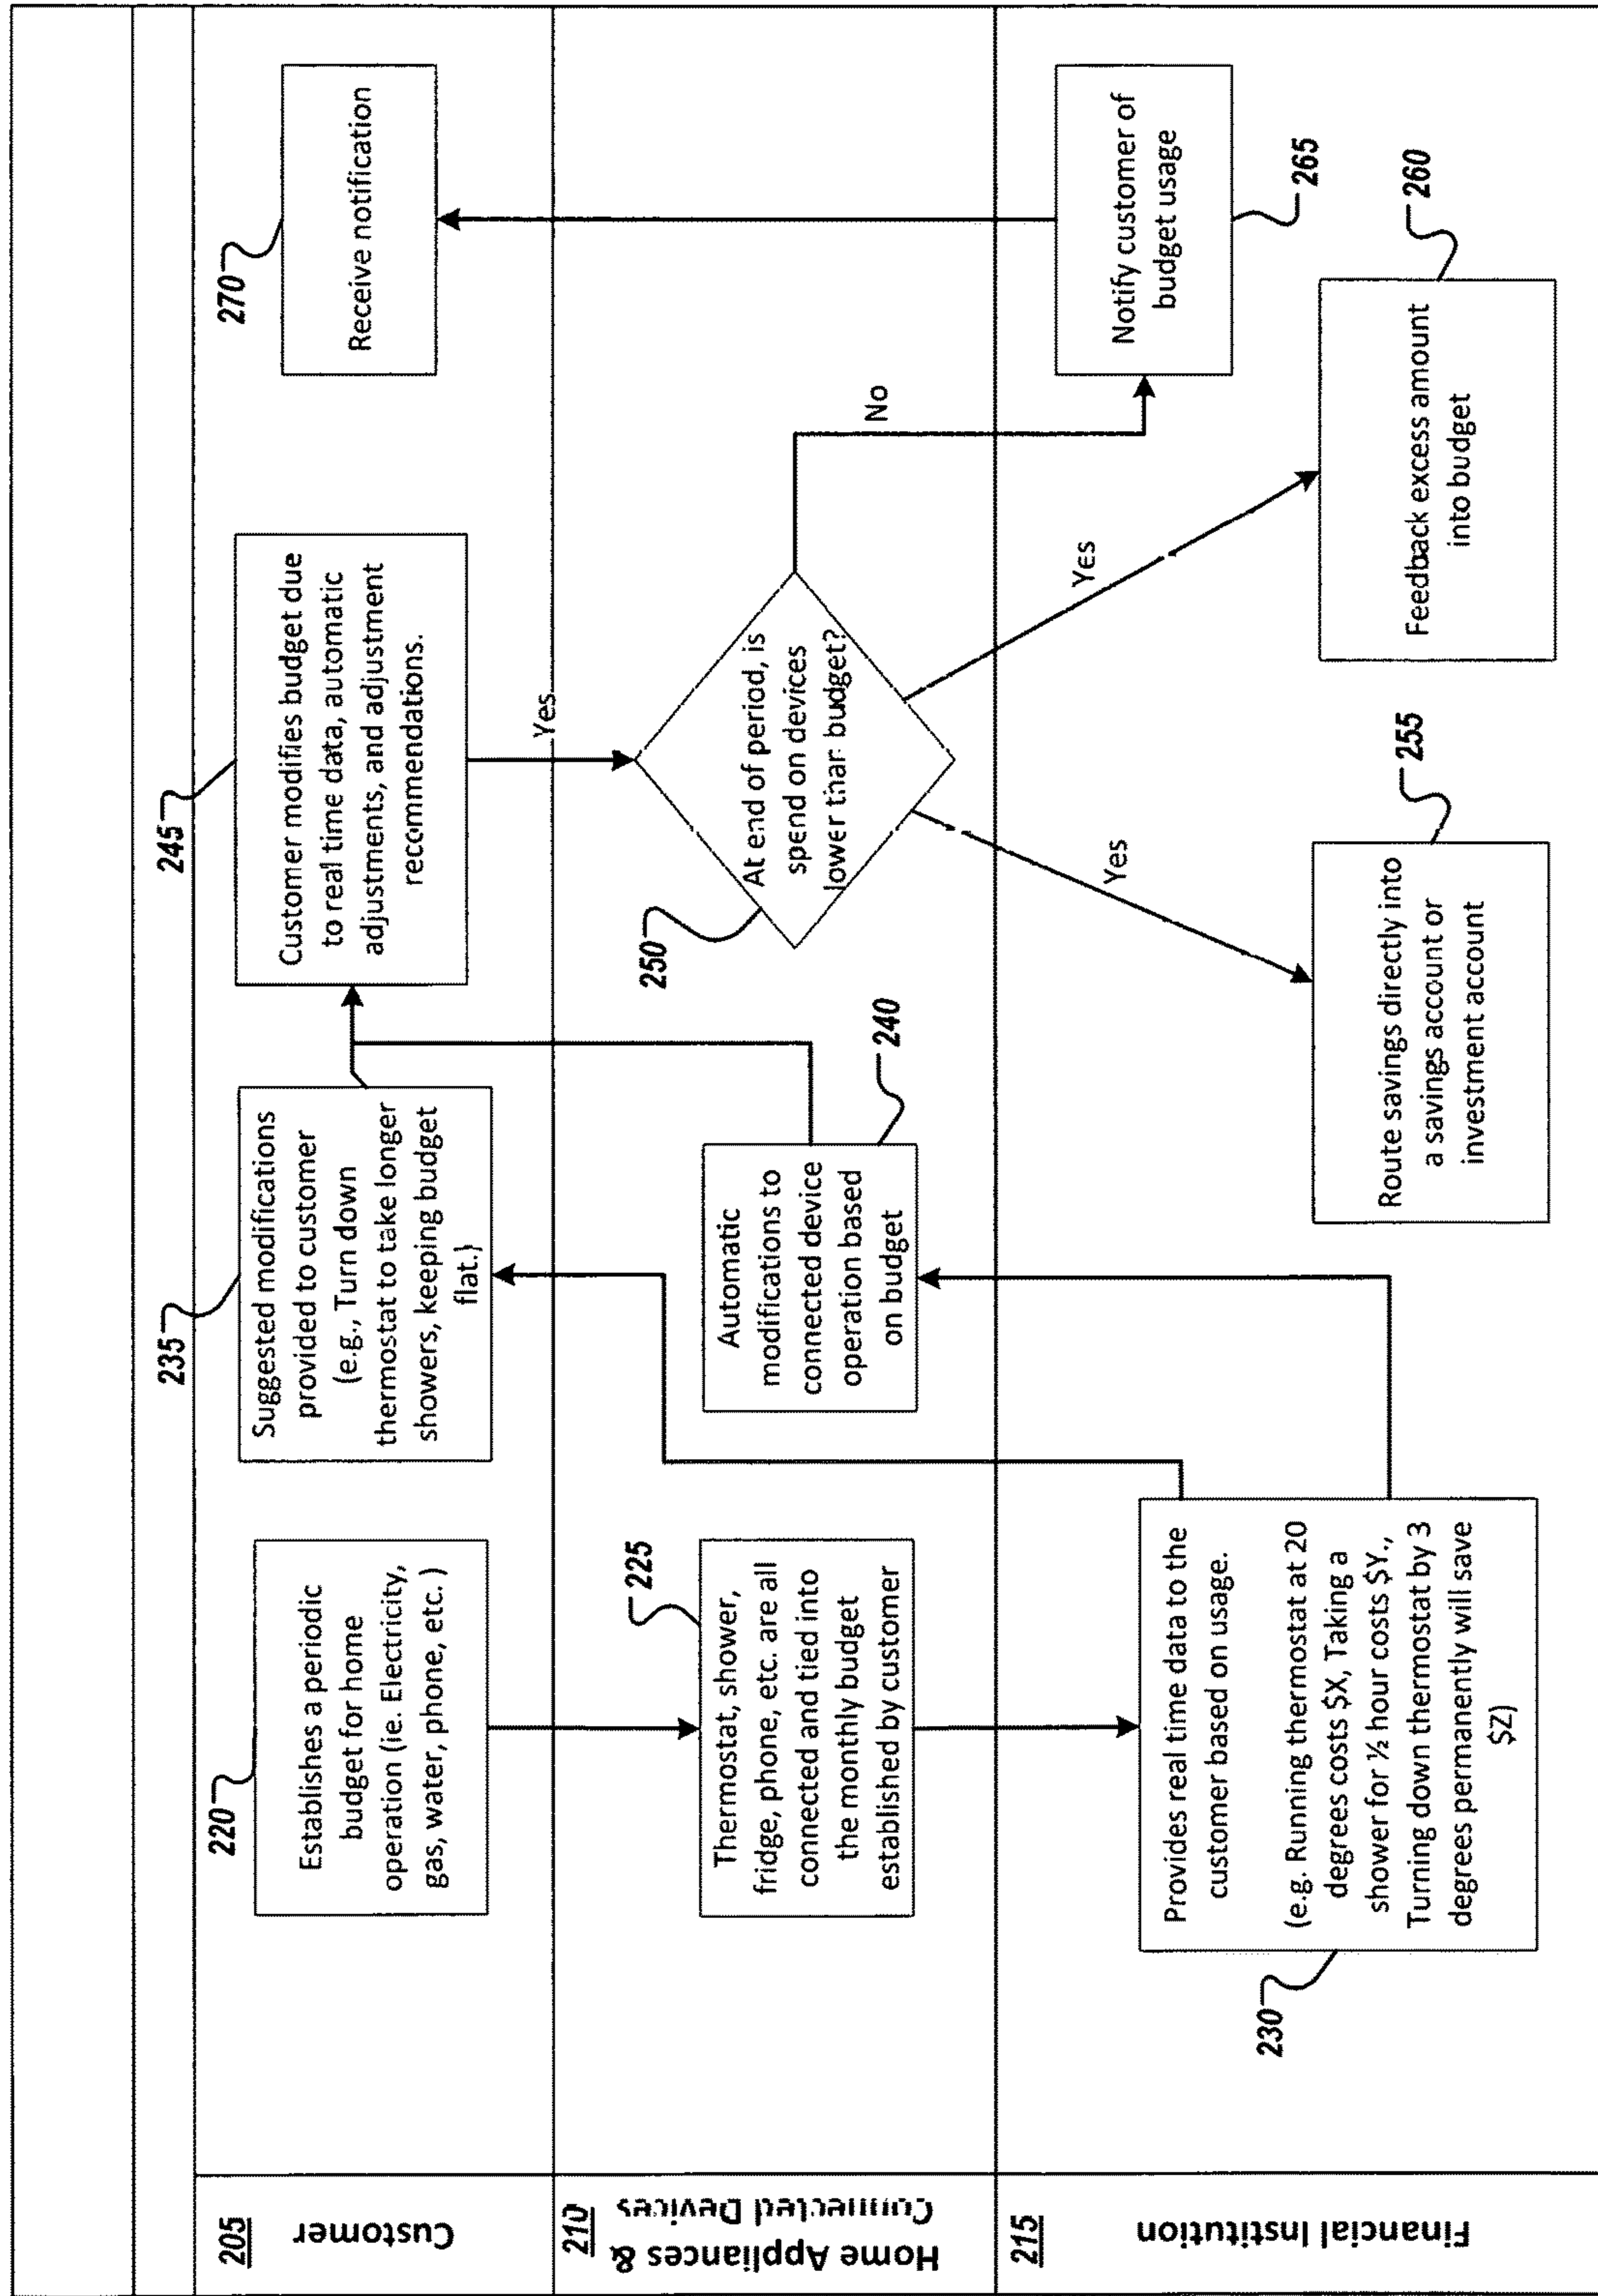 205
Customer
220
Establishes a periodic
budget for home
operation (ie. Electricity,
gas, water, phone, etc. )
235
Suggested modifications
provided to customer
(e.g., Turn down
thermostat to take longer
showers, keeping budget
flat.)
245
Customer modifies budget due
to real time data, automatic
adjustments, and adjustment
recommendations.
Yes
270
Receive notification
210
Home Appliances &
Connected Devices
225
Thermostat, shower,
fridge, phone, etc. are all
connected and tied into
the monthly budget
established by customer
240
Automatic
modifications to
connected device
operation based
on budget
250
At end of period, is
spend on devices
lower than budget?
No
Yes
Yes
215
Financial Institution
230
Provides real time data to the
customer based on usage.
(e.g. Running thermostat at 20
degrees costs $X, Taking a
shower for ½ hour costs $Y.,
Turning down thermostat by 3
degrees permanently will save
$Z)
255
Route savings directly into
a savings account or
investment account
260
Feedback excess amount
into budget
265
Notify customer of
budget usage